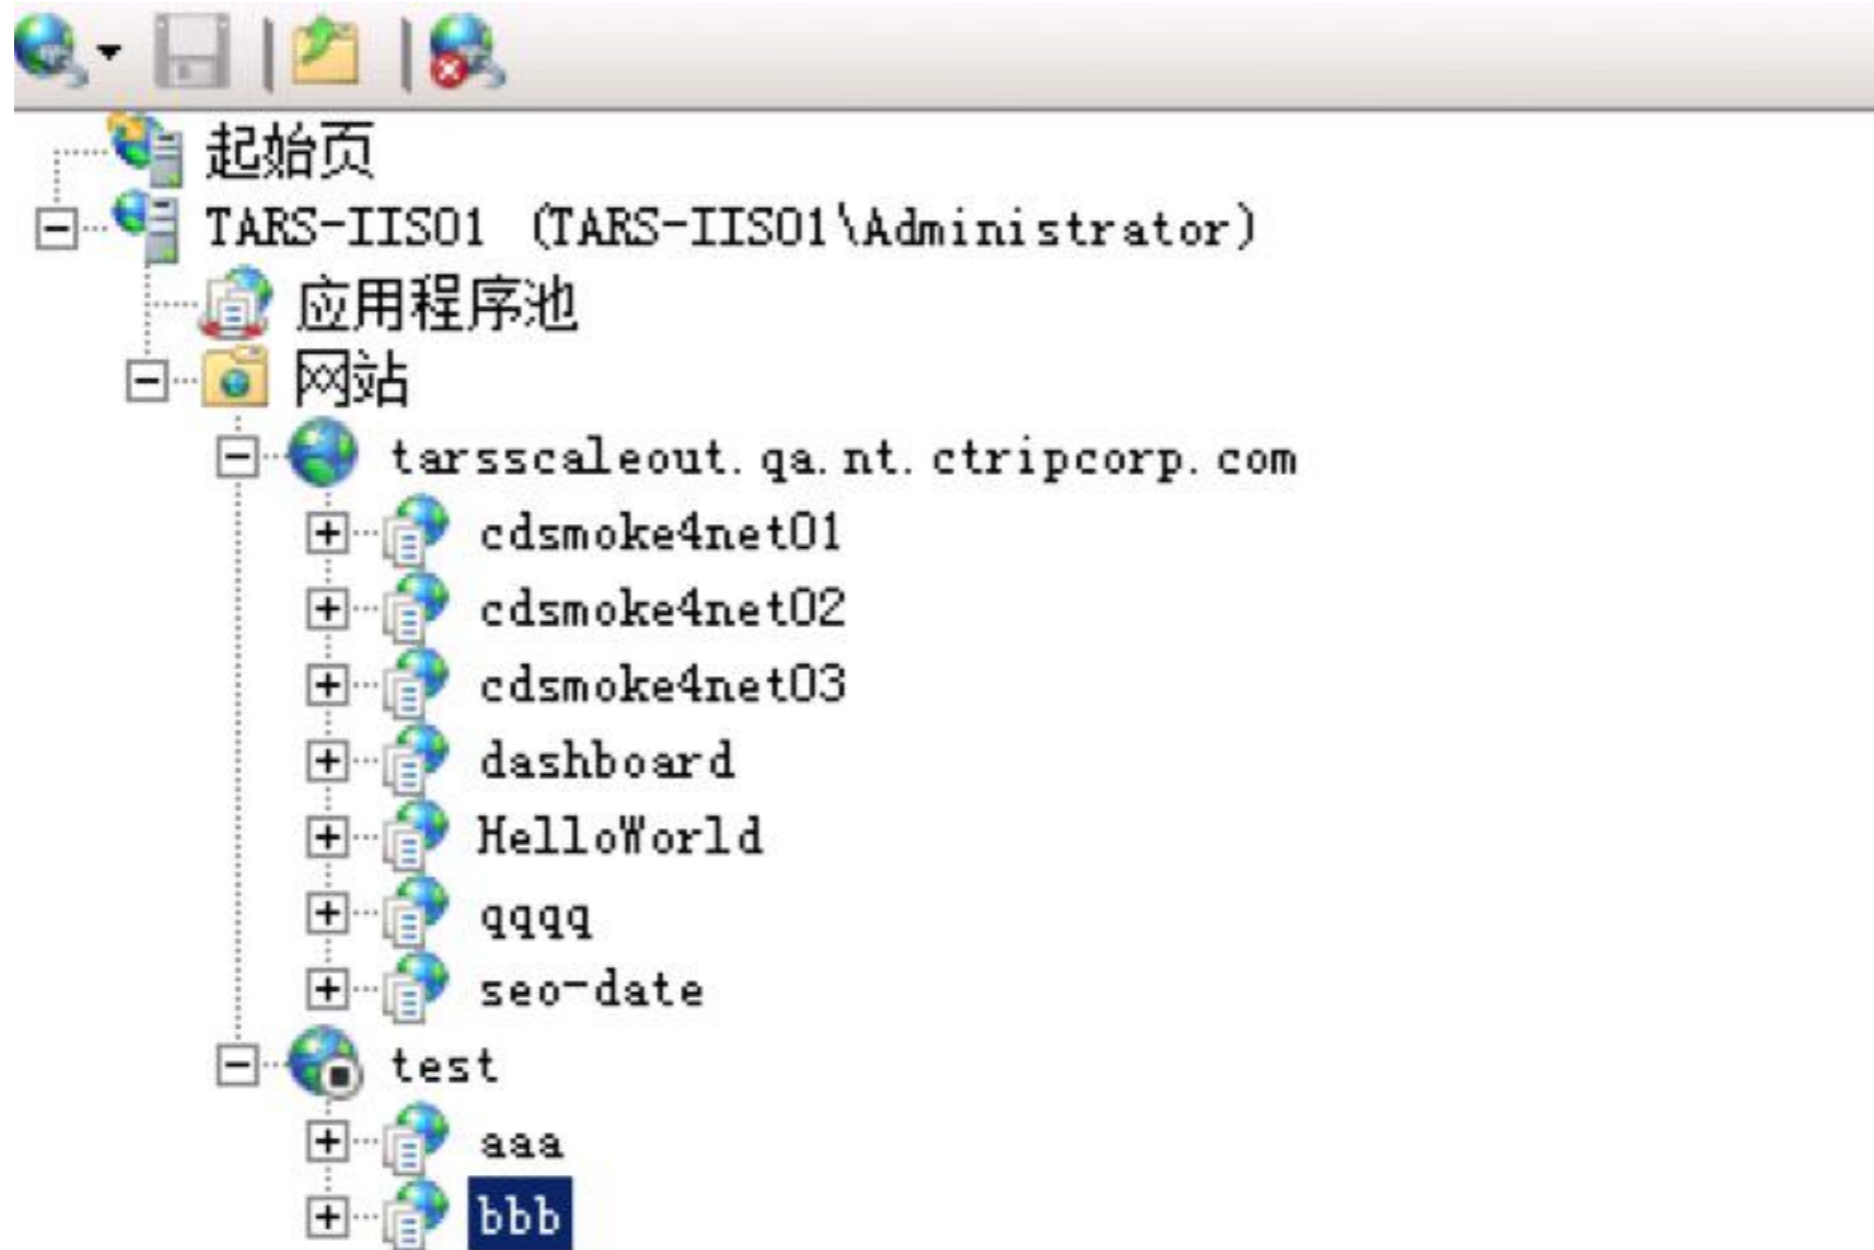 起始页
TARS-IIS01 (TARS-IIS01\Administrator)
应用程序池
网站
tarsscaleout.qa.nt.ctripcorp.com
cdsmoke4net01
cdsmoke4net02
cdsmoke4net03
dashboard
HelloWorld
qqqq
seo-date
test
aaa
bbb